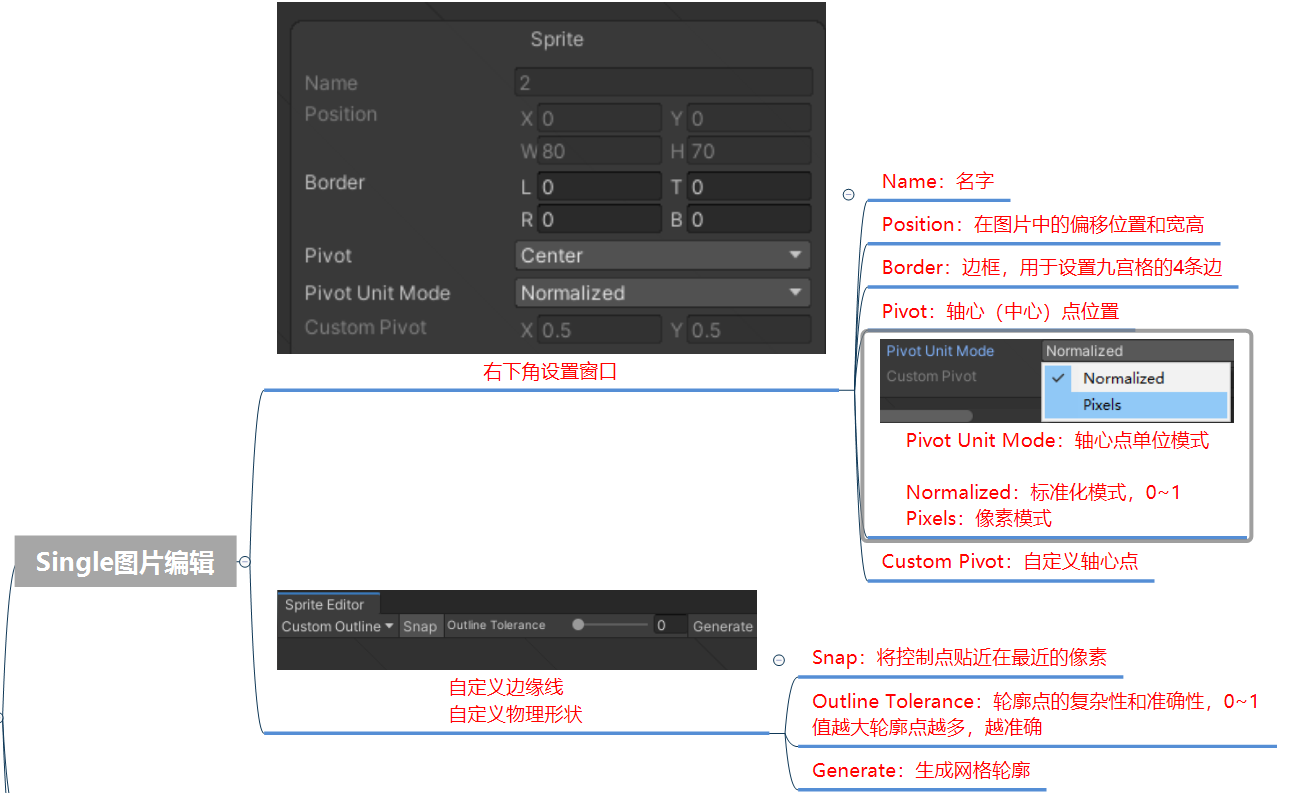 Sprite
Name 2
Position X 0 Y 0
W 80 H 70
Border L 0 T 0
R 0 B 0
Pivot Center
Pivot Unit Mode Normalized
Custom Pivot X 0.5 Y 0.5
右下角设置窗口
Name：名字
Position：在图片中的偏移位置和宽高
Border：边框，用于设置九宫格的4条边
Pivot：轴心（中心）点位置
Pivot Unit Mode Normalized
Custom Pivot Normalized
Pixels
Pivot Unit Mode：轴心点单位模式
Normalized：标准化模式，0~1
Pixels：像素模式
Custom Pivot：自定义轴心点
Single图片编辑
Sprite Editor
Custom Outline Snap Outline Tolerance 0 Generate
自定义边缘线
自定义物理形状
Snap：将控制点贴近在最近的像素
Outline Tolerance：轮廓点的复杂性和准确性，0~1
值越大轮廓点越多，越准确
Generate：生成网格轮廓